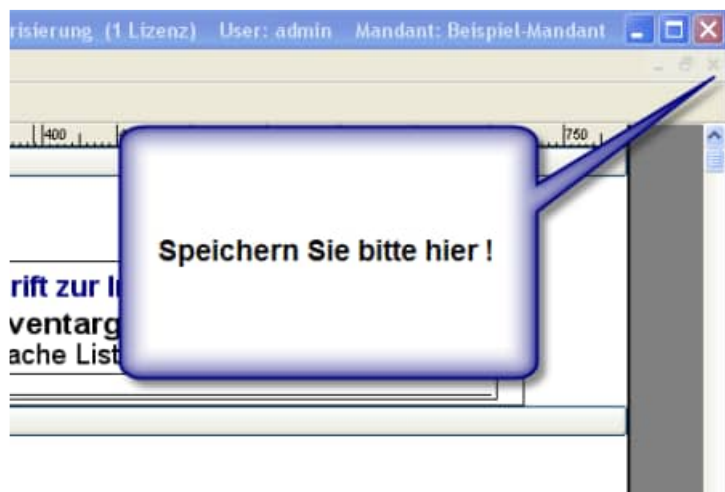 risierung (1 Lizenz) User: admin Mandant: Beispiel-Mandant
400 750
Speichern Sie bitte hier !
rift zur
ventarg
ache List